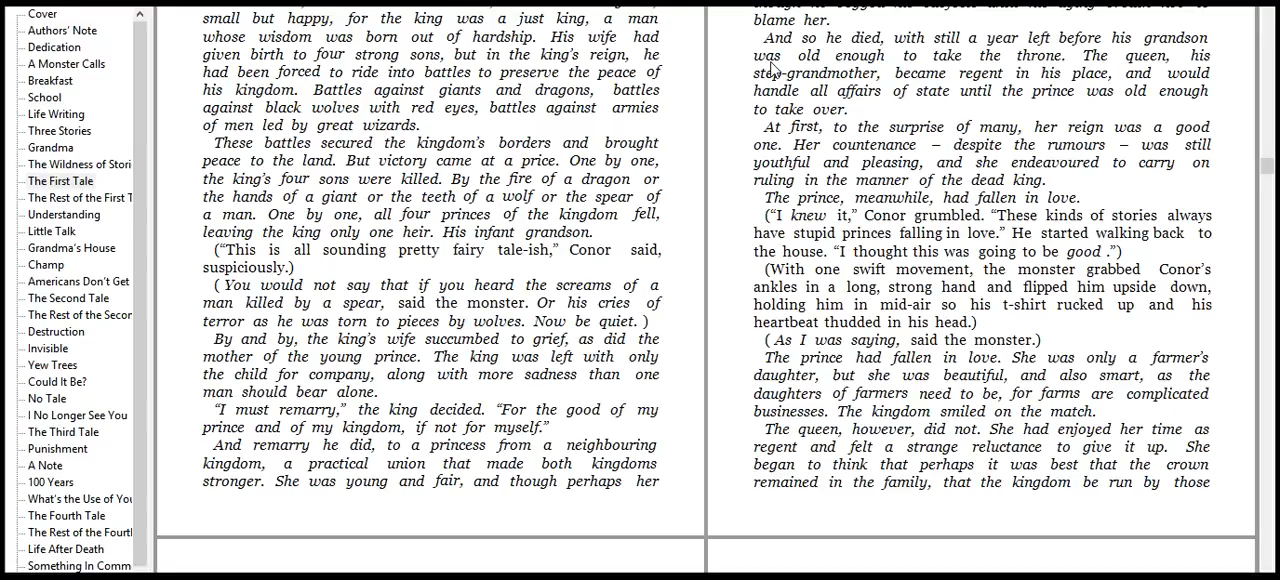 Cover
Authors' Note
Dedication
A Monster Calls
Breakfast
School
Life Writing
Three Stories
Grandma
The Wildness of Stori
The First Tale
The Rest of the First T
Understanding
Little Talk
Grandma's House
Champ
Americans Don't Get
The Second Tale
The Rest of the Secor
Destruction
Invisible
Yew Trees
Could It Be?
No Tale
I No Longer See You
The Third Tale
Punishment
A Note
100 Years
What's the Use of You
The Fourth Tale
The Rest of the Fourtl
Life After Death
Something In Comm
small but happy, for the king was a just king, a man
whose wisdom was born out of hardship. His wife had
given birth to four strong sons, but in the king's reign, he
had been forced to ride into battles to preserve the peace of
his kingdom. Battles against giants and dragons, battles
against black wolves with red eyes, battles against armies
of men led by great wizards.
These battles secured the kingdom's borders and brought
peace to the land. But victory came at a price. One by one,
the king's four sons were killed. By the fire of a dragon or
the hands of a giant or the teeth of a wolf or the spear of
a man. One by one, all four princes of the kingdom fell,
leaving the king only one heir. His infant grandson.
("This is all sounding pretty fairy tale-ish," Conor said,
suspiciously.)
( You would not say that if you heard the screams of a
man killed by a spear, said the monster. Or his cries of
terror as he was torn to pieces by wolves. Now be quiet. )
By and by, the king's wife succumbed to grief, as did the
mother of the young prince. The king was left with only
the child for company, along with more sadness than one
man should bear alone.
"I must remarry," the king decided. "For the good of my
prince and of my kingdom, if not for myself."
And remarry he did, to a princess from a neighbouring
kingdom, a practical union that made both kingdoms
stronger. She was young and fair, and though perhaps her
blame her.
And so he died, with still a year left before his grandson
was old enough to take the throne. The queen, his
step-grandmother, became regent in his place, and would
handle all affairs of state until the prince was old enough
to take over.
At first, to the surprise of many, her reign was a good
one. Her countenance – despite the rumours – was still
youthful and pleasing, and she endeavoured to carry on
ruling in the manner of the dead king.
The prince, meanwhile, had fallen in love.
("I knew it," Conor grumbled. "These kinds of stories always
have stupid princes falling in love." He started walking back to
the house. "I thought this was going to be good .")
(With one swift movement, the monster grabbed Conor's
ankles in a long, strong hand and flipped him upside down,
holding him in mid-air so his t-shirt rucked up and his
heartbeat thudded in his head.)
( As I was saying, said the monster.)
The prince had fallen in love. She was only a farmer's
daughter, but she was beautiful, and also smart, as the
daughters of farmers need to be, for farms are complicated
businesses. The kingdom smiled on the match.
The queen, however, did not. She had enjoyed her time as
regent and felt a strange reluctance to give it up. She
began to think that perhaps it was best that the crown
remained in the family, that the kingdom be run by those